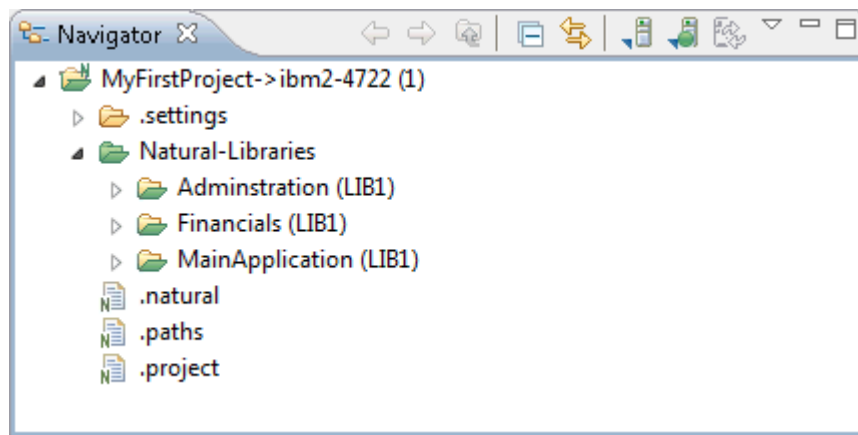 Navigator
MyFirstProject->ibm2-4722 (1)
.settings
Natural-Libraries
Adminstration (LIB1)
Financials (LIB1)
MainApplication (LIB1)
.natural
.paths
.project